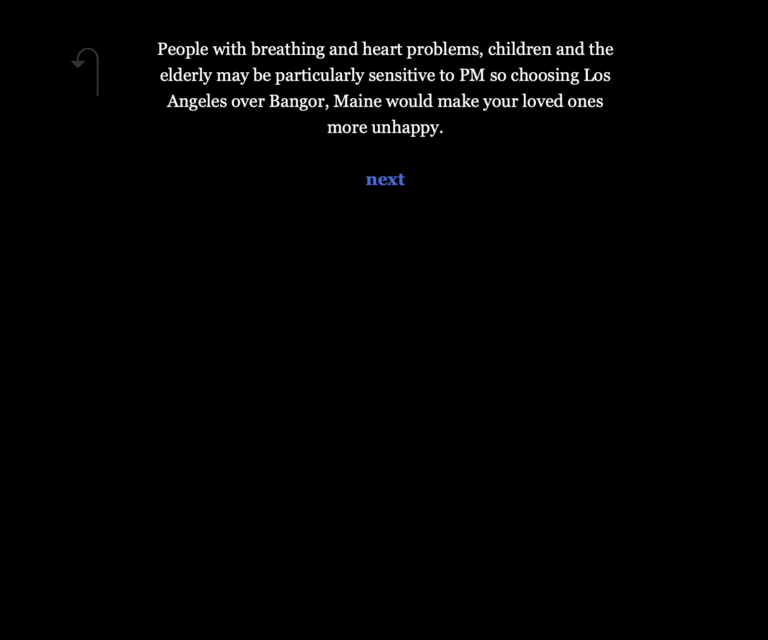 People with breathing and heart problems, children and the
elderly may be particularly sensitive to PM so choosing Los
Angeles over Bangor, Maine would make your loved ones
more unhappy.
next